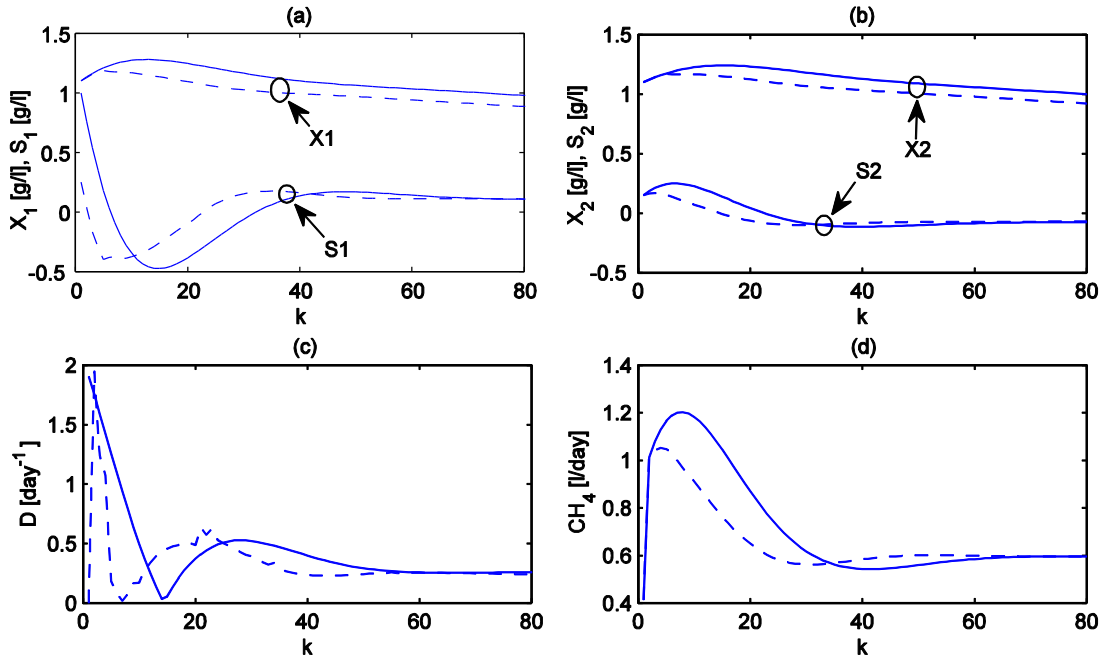 (a)
X1 [g/l], S1 [g/l]
1.5
1
0.5
0
-0.5
X1
S1
0 20 40 60 80
k
(b)
X2 [g/l], S2 [g/l]
1.5
1
0.5
0
-0.5
X2
S2
0 20 40 60 80
k
(c)
D [day-1]
2
1.5
1
0.5
0
0 20 40 60 80
k
(d)
CH4 [l/day]
1.4
1.2
1
0.8
0.6
0.4
0 20 40 60 80
k